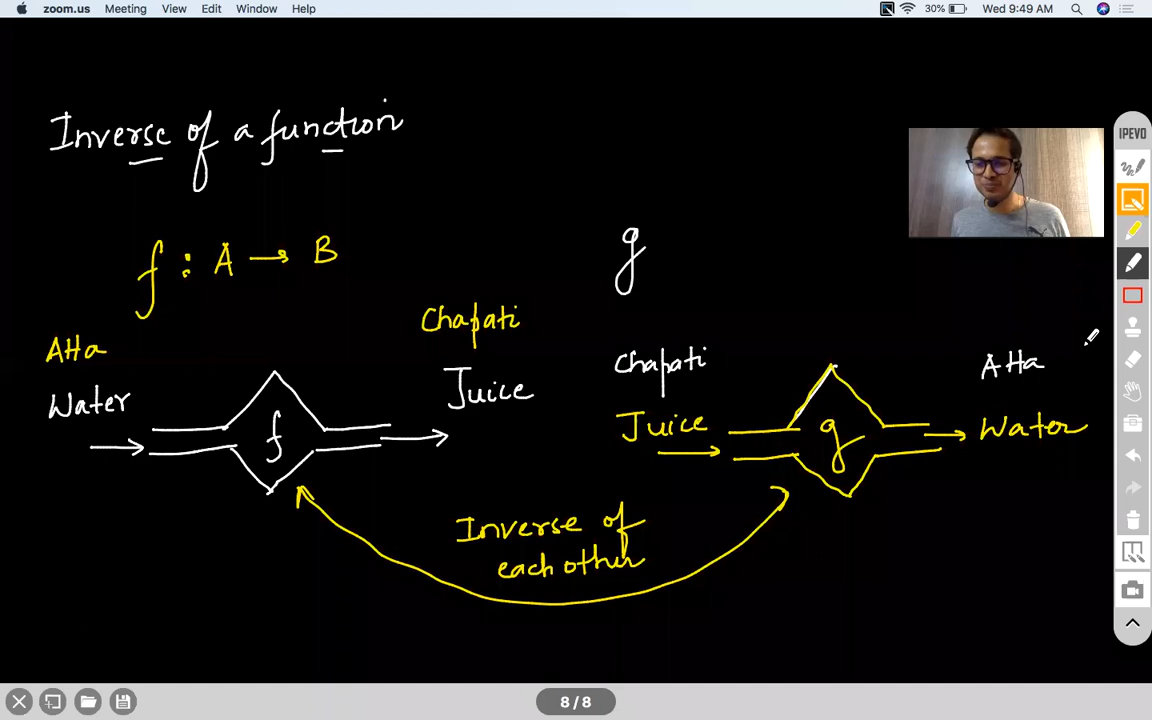 zoom.us Meeting View Edit Window Help 30% Wed 9:49 AM
Inverse of a function
IPEVO
f : A → B
g
Atta
Water
f
Chapati
Juice
Chapati
Juice
g
Atta
Water
Inverse of
each other
8 / 8